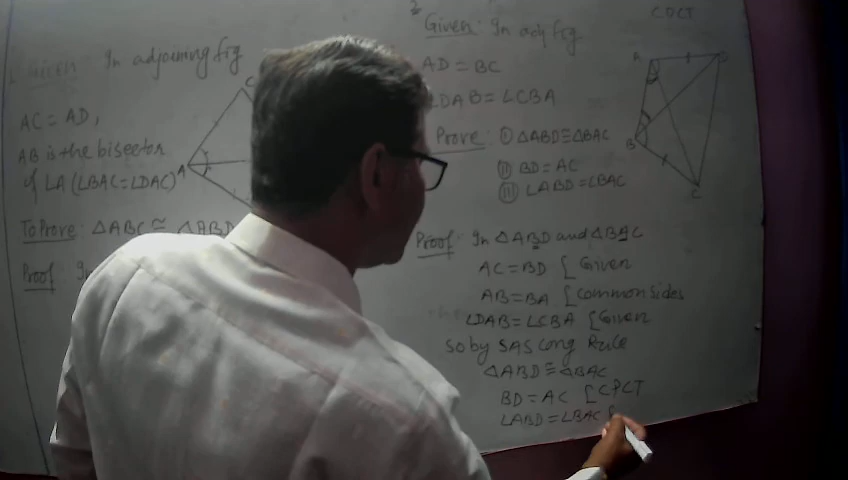 1 Given: In adjoining fig
AC = AD,
AB is the bisector
of ∠A (∠BAC = ∠DAC)
To Prove: △ABC ≅ △ABD
Proof: In
C
A
2 Given: In adj fig.
AD = BC
∠DAB = ∠CBA
Prove: (i) △ABD ≅ △BAC
(ii) BD = AC
(iii) ∠ABD = ∠BAC
Proof: In △ABD and △BAC
AC = BD [Given
AB = BA [Common sides
∠DAB = ∠CBA [Given
So by SAS Cong Rule
△ABD ≅ △BAC
BD = AC [CPCT
∠ABD = ∠BAC [
A
B
C